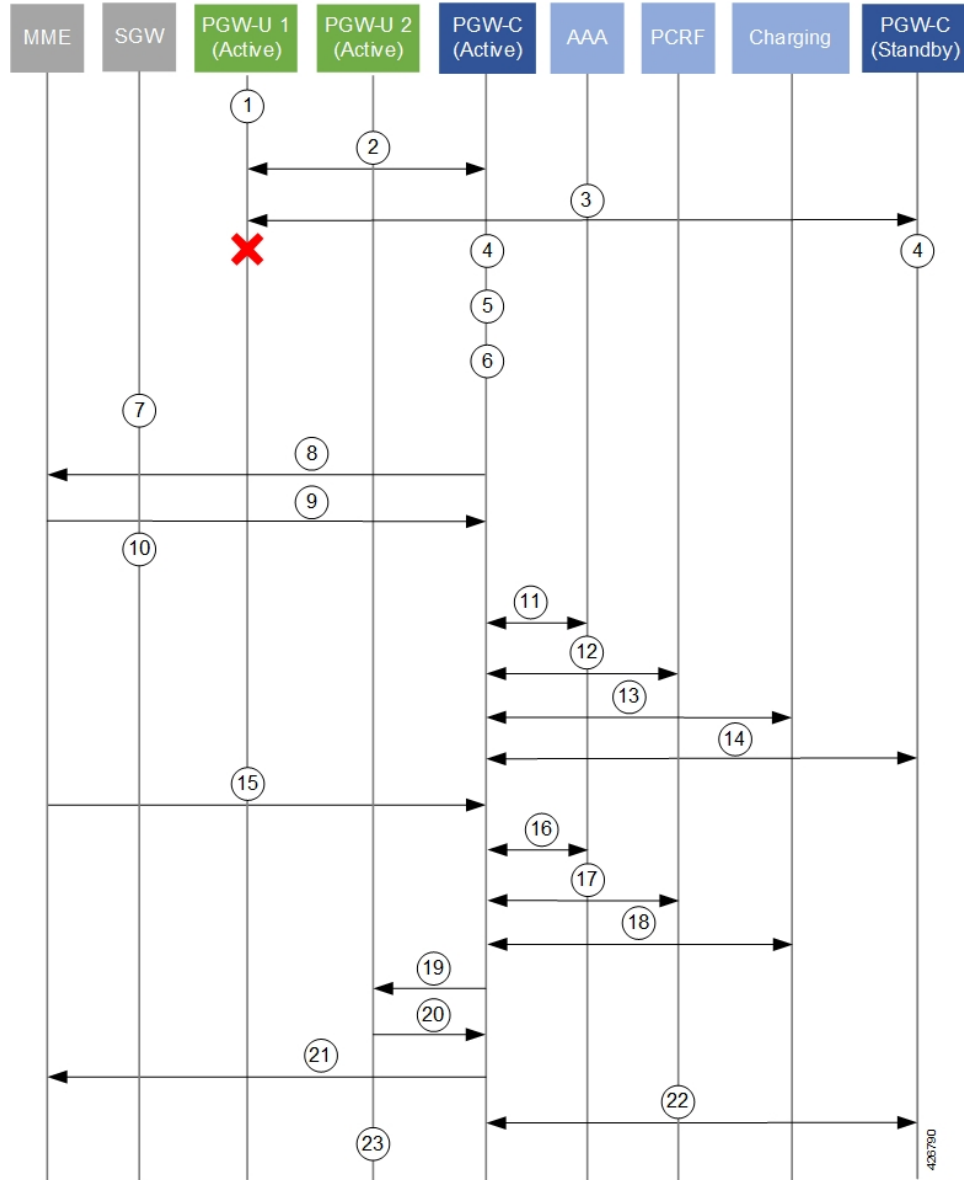 MME
SGW
PGW-U 1
(Active)
PGW-U 2
(Active)
PGW-C
(Active)
AAA
PCRF
Charging
PGW-C
(Standby)
1
2
3
4
4
5
6
7
8
9
10
11
12
13
14
15
16
17
18
19
20
21
22
23
426790